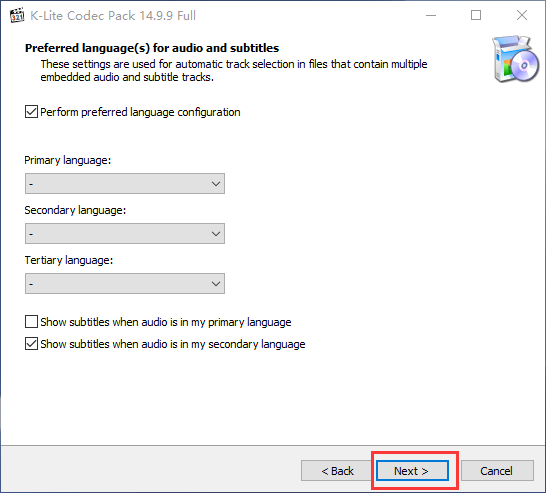 K-Lite Codec Pack 14.9.9 Full
Preferred language(s) for audio and subtitles
These settings are used for automatic track selection in files that contain multiple
embedded audio and subtitle tracks.
Perform preferred language configuration
Primary language:
-
Secondary language:
-
Tertiary language:
-
Show subtitles when audio is in my primary language
Show subtitles when audio is in my secondary language
< Back Next > Cancel